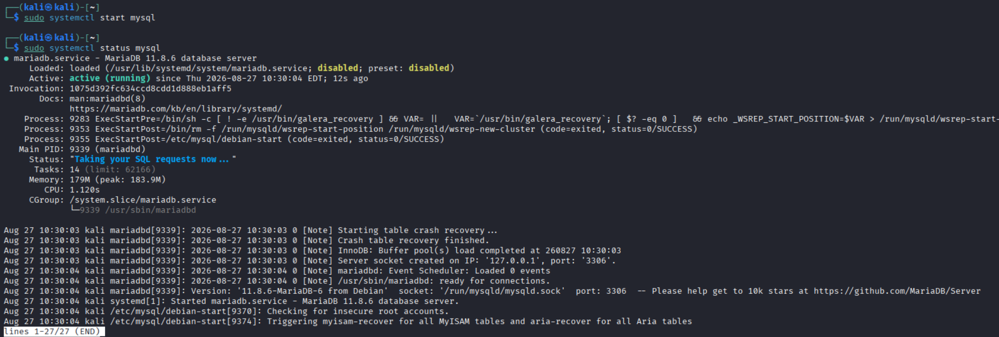 ┌──(kali㉿kali)-[~]
└─$ sudo systemctl start mysql
┌──(kali㉿kali)-[~]
└─$ sudo systemctl status mysql
● mariadb.service - MariaDB 11.8.6 database server
Loaded: loaded (/usr/lib/systemd/system/mariadb.service; disabled; preset: disabled)
Active: active (running) since Thu 2026-08-27 10:30:04 EDT; 12s ago
Invocation: 1075d392fc634ccd8cdd1d888eb1aff5
Docs: man:mariadbd(8)
https://mariadb.com/kb/en/library/systemd/
Process: 9283 ExecStartPre=/bin/sh -c [ ! -e /usr/bin/galera_recovery ] && VAR= ||   VAR=`/usr/bin/galera_recovery`; [ $? -eq 0 ]   && echo _WSREP_START_POSITION=$VAR > /run/mysqld/wsrep-start-
Process: 9353 ExecStartPost=/bin/rm -f /run/mysqld/wsrep-start-position /run/mysqld/wsrep-new-cluster (code=exited, status=0/SUCCESS)
Process: 9355 ExecStartPost=/etc/mysql/debian-start (code=exited, status=0/SUCCESS)
Main PID: 9339 (mariadbd)
Status: "Taking your SQL requests now..."
Tasks: 14 (limit: 62166)
Memory: 179M (peak: 183.9M)
CPU: 1.120s
CGroup: /system.slice/mariadb.service
└─9339 /usr/sbin/mariadbd
Aug 27 10:30:03 kali mariadbd[9339]: 2026-08-27 10:30:03 0 [Note] Starting table crash recovery...
Aug 27 10:30:03 kali mariadbd[9339]: 2026-08-27 10:30:03 0 [Note] Crash table recovery finished.
Aug 27 10:30:03 kali mariadbd[9339]: 2026-08-27 10:30:03 0 [Note] InnoDB: Buffer pool(s) load completed at 260827 10:30:03
Aug 27 10:30:03 kali mariadbd[9339]: 2026-08-27 10:30:03 0 [Note] Server socket created on IP: '127.0.0.1', port: '3306'.
Aug 27 10:30:04 kali mariadbd[9339]: 2026-08-27 10:30:04 0 [Note] mariadbd: Event Scheduler: Loaded 0 events
Aug 27 10:30:04 kali mariadbd[9339]: 2026-08-27 10:30:04 0 [Note] /usr/sbin/mariadbd: ready for connections.
Aug 27 10:30:04 kali mariadbd[9339]: Version: '11.8.6-MariaDB-6 from Debian'  socket: '/run/mysqld/mysqld.sock'  port: 3306  -- Please help get to 10k stars at https://github.com/MariaDB/Server
Aug 27 10:30:04 kali systemd[1]: Started mariadb.service - MariaDB 11.8.6 database server.
Aug 27 10:30:04 kali /etc/mysql/debian-start[9370]: Checking for insecure root accounts.
Aug 27 10:30:04 kali /etc/mysql/debian-start[9374]: Triggering myisam-recover for all MyISAM tables and aria-recover for all Aria tables
lines 1-27/27 (END)